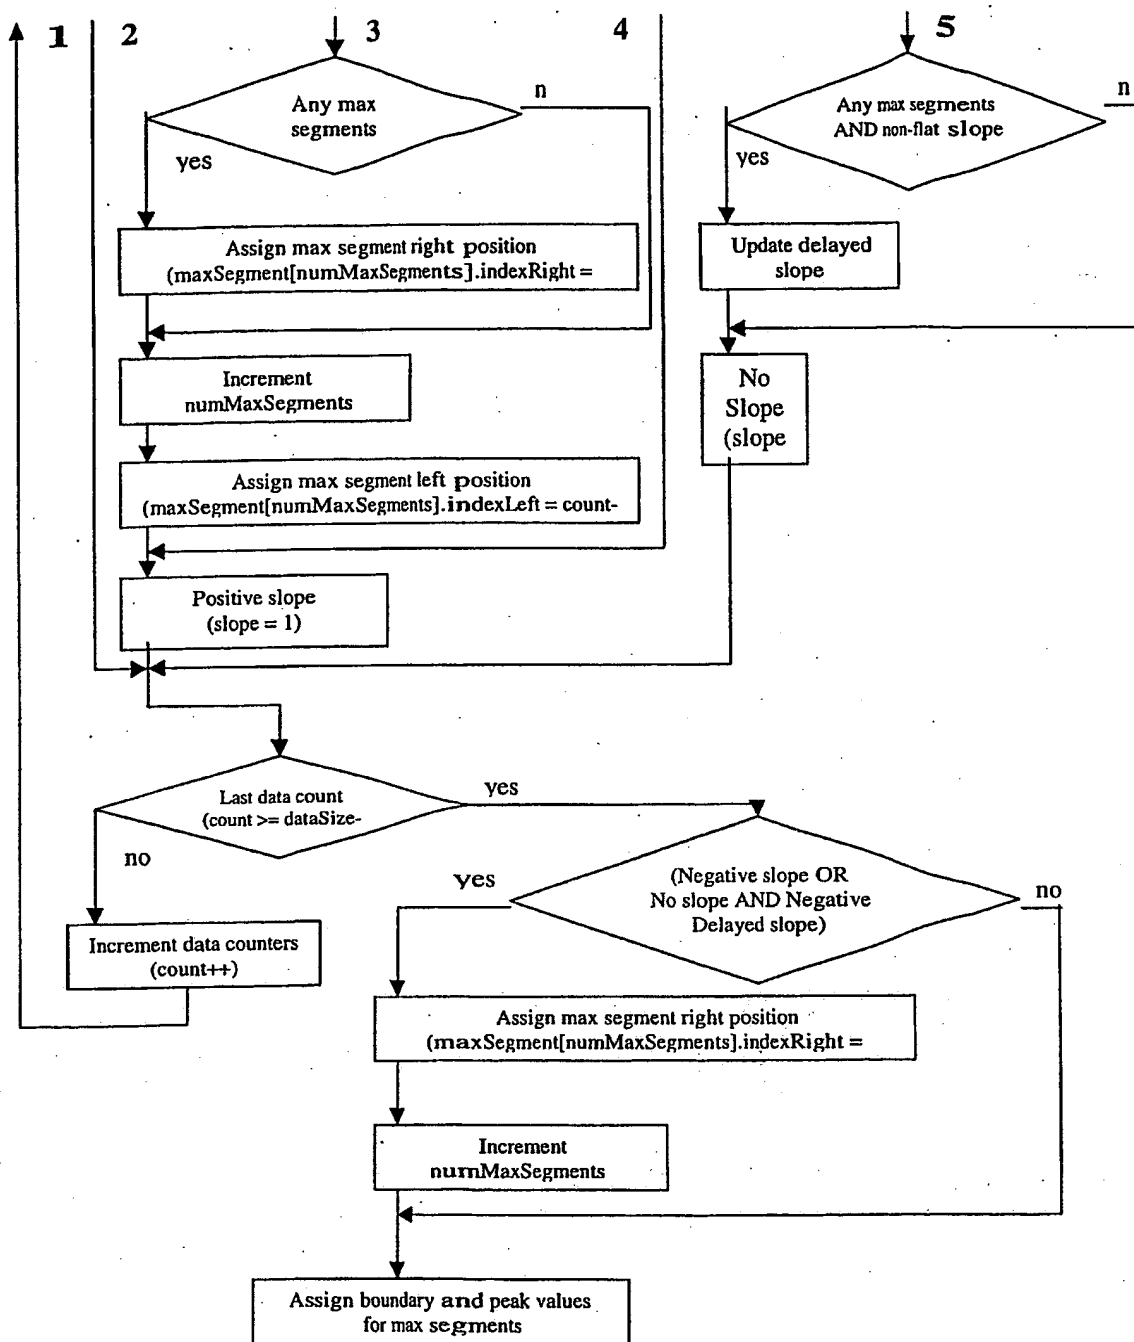 1 2 3 4 5
Any max
segments
n
yes
Any max segments
AND non-flat slope
n
yes
Assign max segment right position
(maxSegment[numMaxSegments].indexRight =
Update delayed
slope
Increment
numMaxSegments
No
Slope
(slope
Assign max segment left position
(maxSegment[numMaxSegments].indexLeft = count-
Positive slope
(slope = 1)
Last data count
(count >= dataSize-
yes
no
(Negative slope OR
No slope AND Negative
Delayed slope)
yes
no
Increment data counters
(count++)
Assign max segment right position
(maxSegment[numMaxSegments].indexRight =
Increment
numMaxSegments
Assign boundary and peak values
for max segments